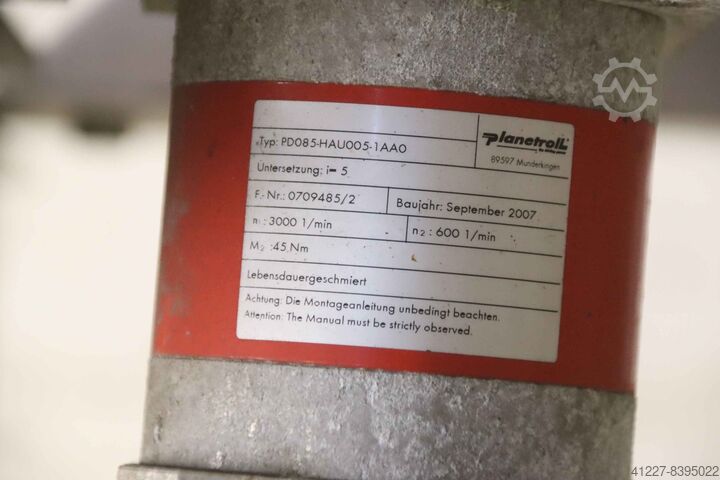 Typ: PD085-HAU005-1AA0
Planetroll
89597 Munderkingen
Untersetzung: i= 5
F.-Nr.: 0709485/2
Baujahr: September 2007
n₁: 3000 1/min
n₂: 600 1/min
M₂ :45 Nm
Lebensdauergeschmiert
Achtung: Die Montageanleitung unbedingt beachten.
Attention: The Manual must be strictly observed.
41227-8395022